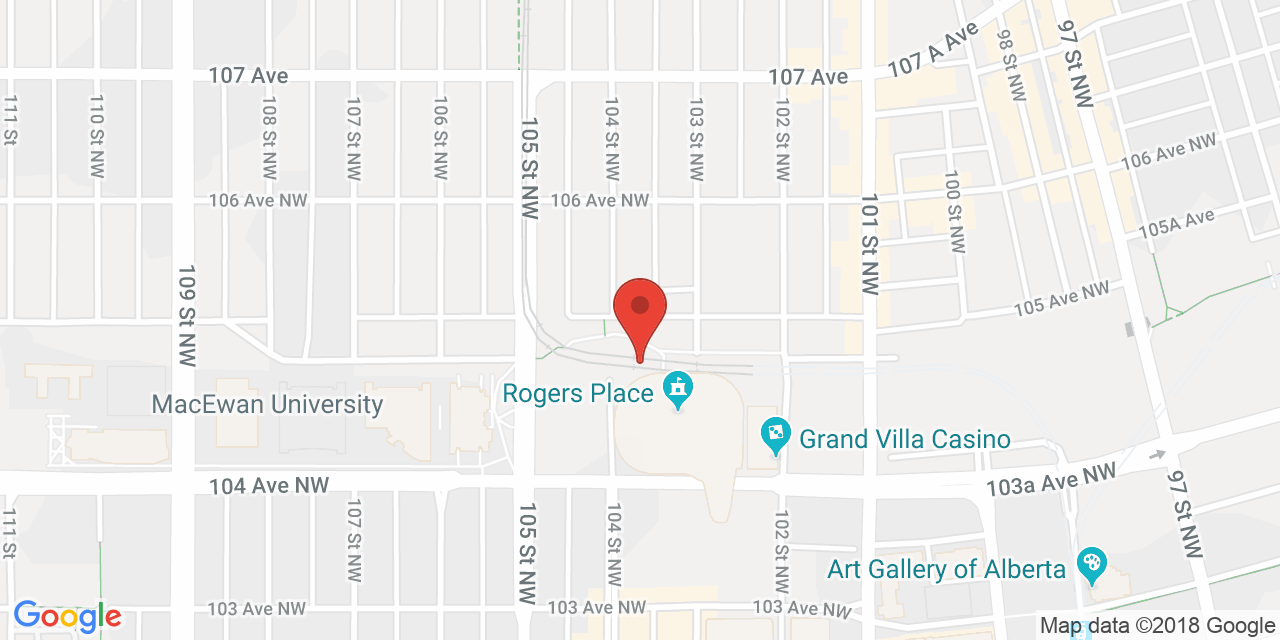 107 A Ave
97 St NW
98 St NW
107 Ave
107 Ave
111 St
110 St NW
108 St NW
107 St NW
106 St NW
105 St NW
104 St NW
103 St NW
102 St NW
106 Ave NW
100 St NW
106 Ave NW
106 Ave NW
105A Ave
101 St NW
109 St NW
105 Ave NW
Rogers Place
MacEwan University
Grand Villa Casino
104 Ave NW
103a Ave NW
97 St NW
111 St
107 St NW
105 St NW
104 St NW
102 St NW
Art Gallery of Alberta
103 Ave NW
103 Ave NW
103 Ave NW
Google
Map data ©2018 Google